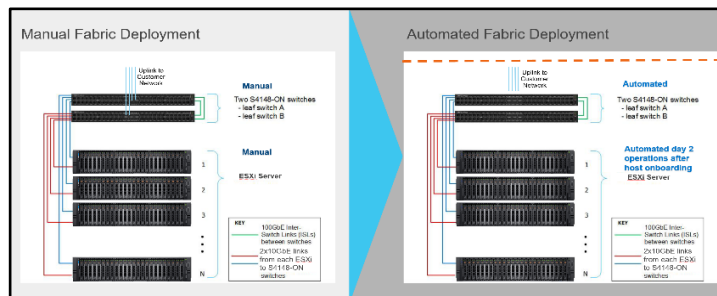 Manual Fabric Deployment
Uplink to
Customer
Network
Manual
Two S4148-ON switches
- leaf switch A
- leaf switch B
Manual
ESXi Server
1
2
3
N
KEY
100GbE Inter-
Switch Links (ISLs)
between switches
2x10GbE links
from each ESXi
to S4148-ON
switches
Automated Fabric Deployment
Uplink to
Customer
Network
Automated
Two S4148-ON switches
- leaf switch A
- leaf switch B
Automated day 2
operations after
host onboarding
ESXi Server
1
2
3
N
KEY
100GbE Inter-
Switch Links (ISLs)
between switches
2x10GbE links
from each ESXi
to S4148-ON
switches